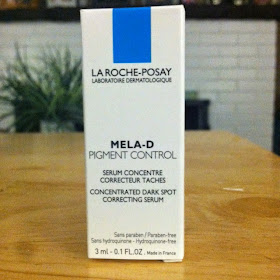 LA ROCHE-POSAY
LABORATOIRE DERMATOLOGIQUE
MELA-D
PIGMENT CONTROL
SERUM CONCENTRE
CORRECTEUR TACHES
CONCENTRATED DARK SPOT
CORRECTING SERUM
Sans paraben / Paraben-free
Sans hydroquinone - Hydroquinone-free
3 ml - 0.1 FL.OZ. Made in France